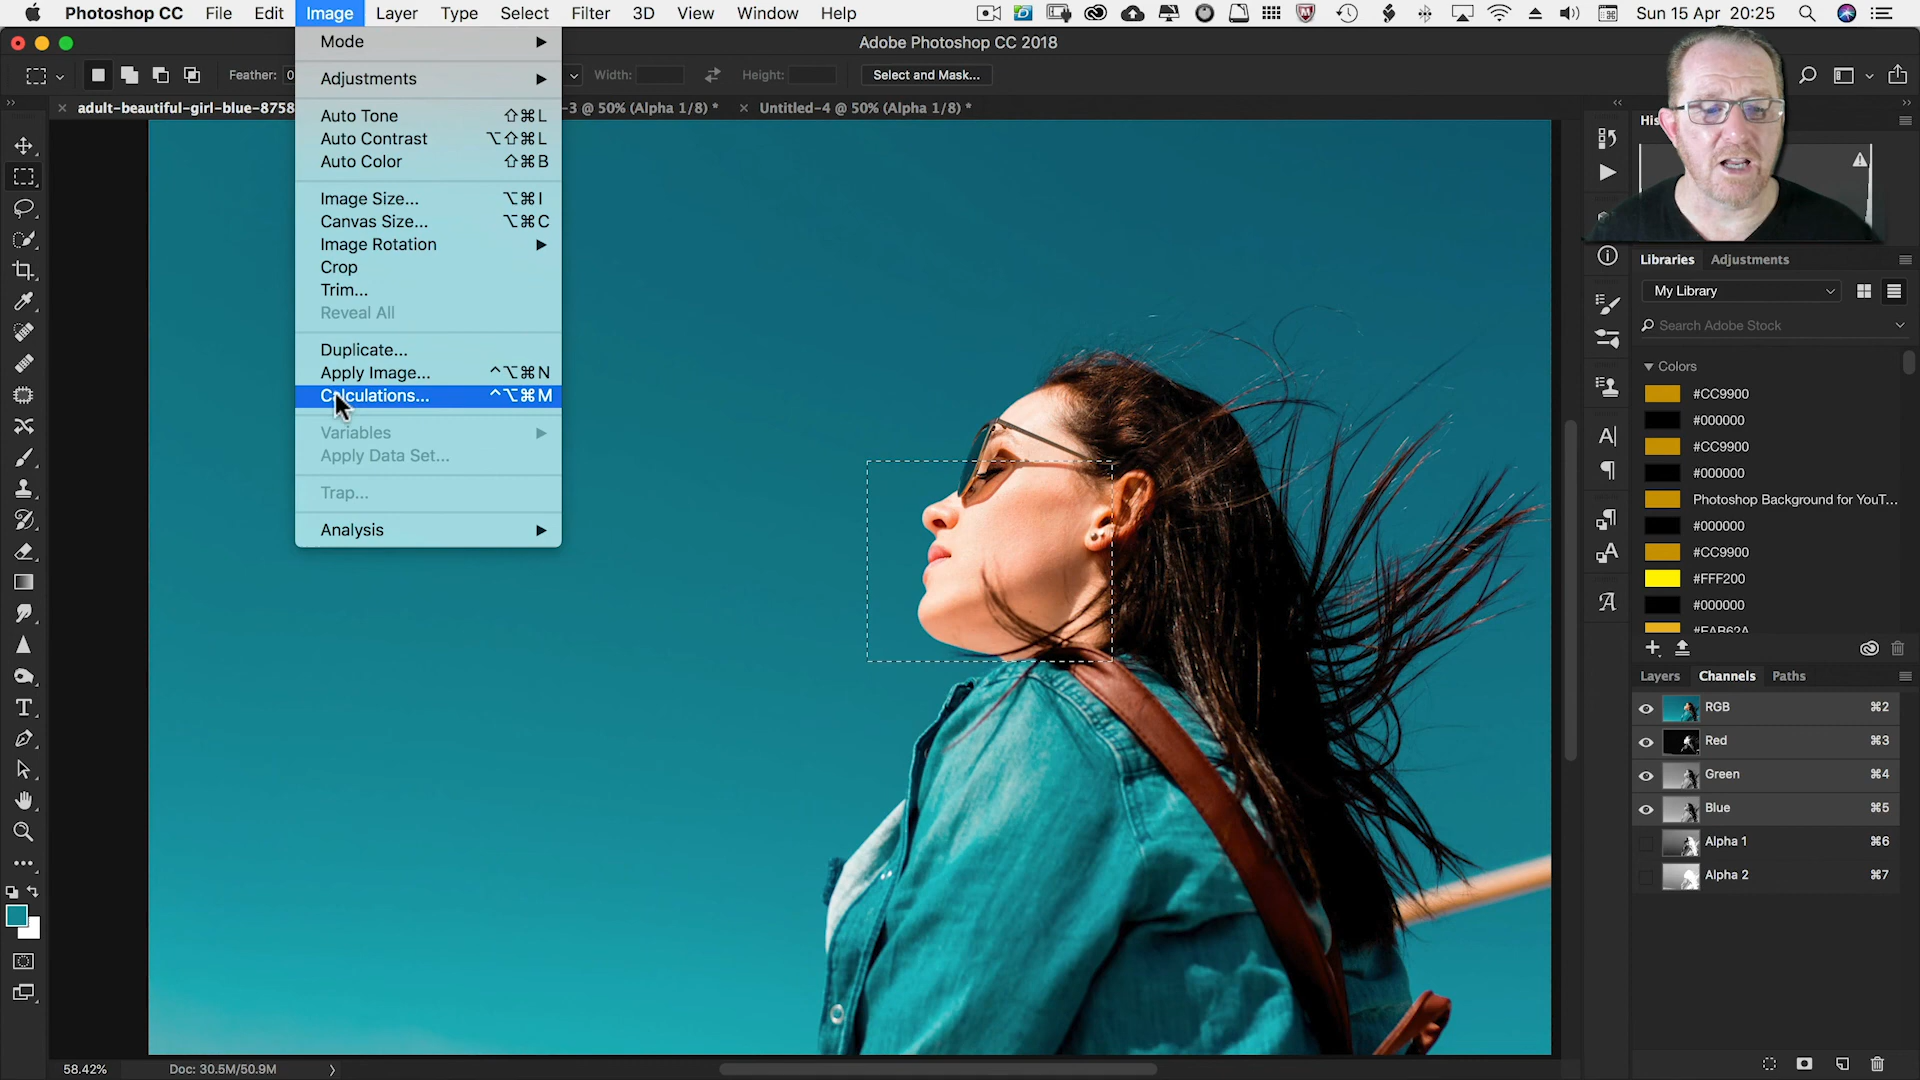 Photoshop CC File Edit Image Layer Type Select Filter 3D View Window Help Sun 15 Apr 20:25
Adobe Photoshop CC 2018
Feather: 0 Width: Height: Select and Mask...
adult-beautiful-girl-blue-8758 -3 @ 50% (Alpha 1/8) * Untitled-4 @ 50% (Alpha 1/8) *
Mode
Adjustments
Auto Tone ⇧⌘L
Auto Contrast ⌥⇧⌘L
Auto Color ⇧⌘B
Image Size... ⌥⌘I
Canvas Size... ⌥⌘C
Image Rotation
Crop
Trim...
Reveal All
Duplicate...
Apply Image... ^⌥⌘N
Calculations... ^⌥⌘M
Variables
Apply Data Set...
Trap...
Analysis
Libraries Adjustments
My Library
Search Adobe Stock
Colors
#CC9900
#000000
#CC9900
#000000
Photoshop Background for YouT...
#000000
#CC9900
#FFF200
#000000
Layers Channels Paths
RGB ⌘2
Red ⌘3
Green ⌘4
Blue ⌘5
Alpha 1 ⌘6
Alpha 2 ⌘7
58.42% Doc: 30.5M/50.9M